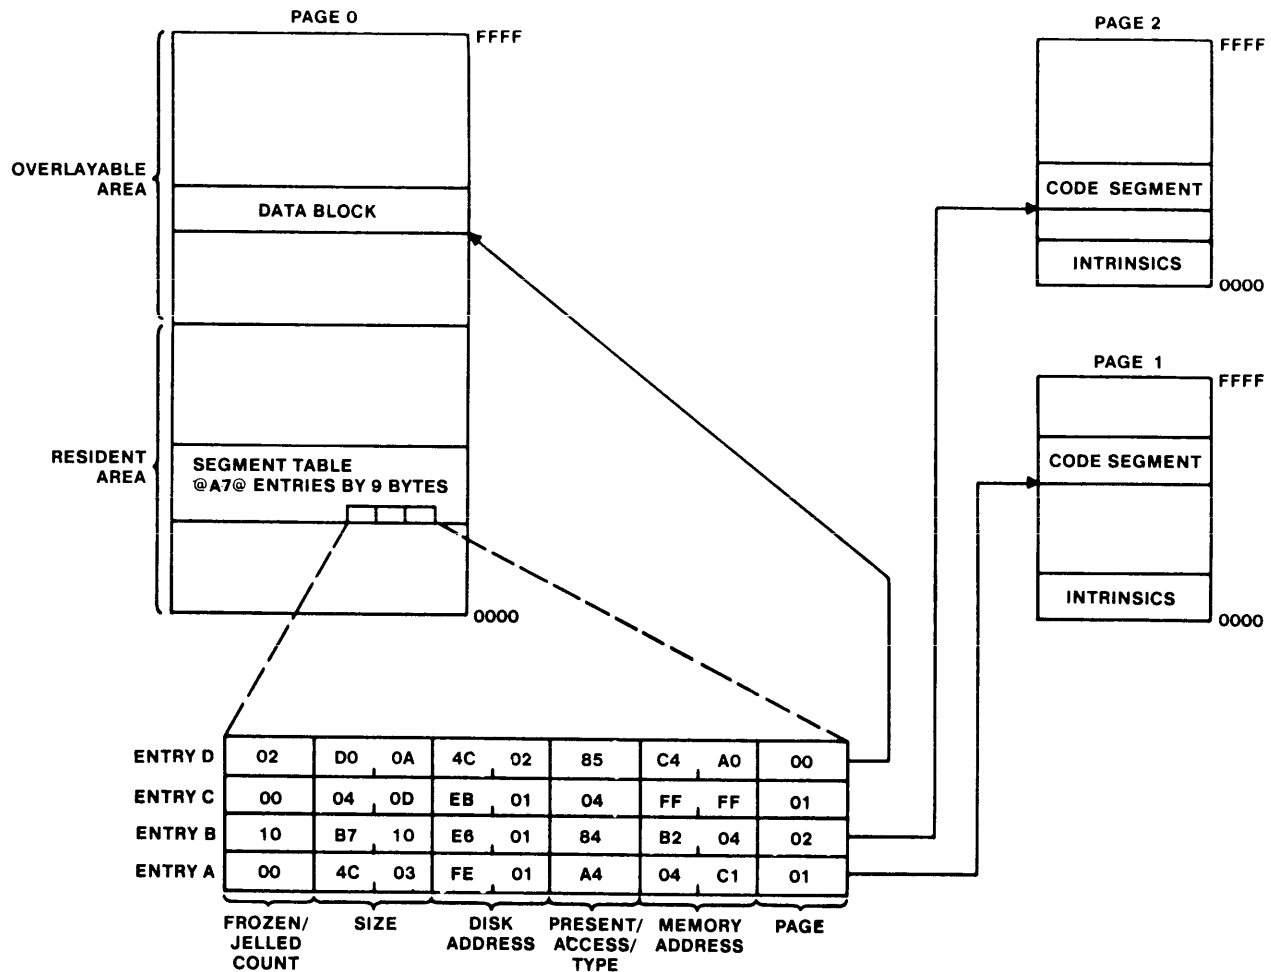 PAGE 0
FFFF
OVERLAYABLE
AREA
DATA BLOCK
RESIDENT
AREA
SEGMENT TABLE
@A7@ ENTRIES BY 9 BYTES
0000
PAGE 2
FFFF
CODE SEGMENT
INTRINSICS
0000
PAGE 1
FFFF
CODE SEGMENT
INTRINSICS
0000
ENTRY D 02 D0 0A 4C 02 85 C4 A0 00
ENTRY C 00 04 0D EB 01 04 FF FF 01
ENTRY B 10 B7 10 E6 01 84 B2 04 02
ENTRY A 00 4C 03 FE 01 A4 04 C1 01
FROZEN/
JELLED
COUNT
SIZE
DISK
ADDRESS
PRESENT/
ACCESS/
TYPE
MEMORY
ADDRESS
PAGE